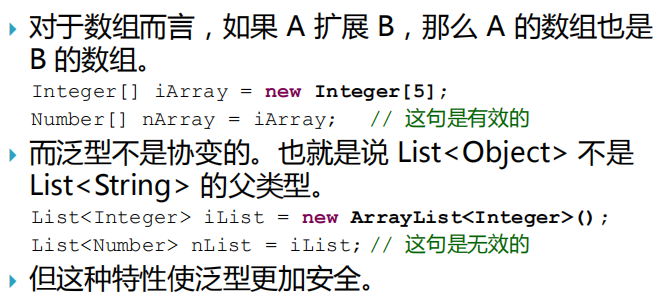 对于数组而言，如果 A 扩展 B，那么 A 的数组也是
B 的数组。
Integer[] iArray = new Integer[5];
Number[] nArray = iArray;   // 这句是有效的
而泛型不是协变的。也就是说 List<Object> 不是
List<String> 的父类型。
List<Integer> iList = new ArrayList<Integer>();
List<Number> nList = iList; // 这句是无效的
但这种特性使泛型更加安全。